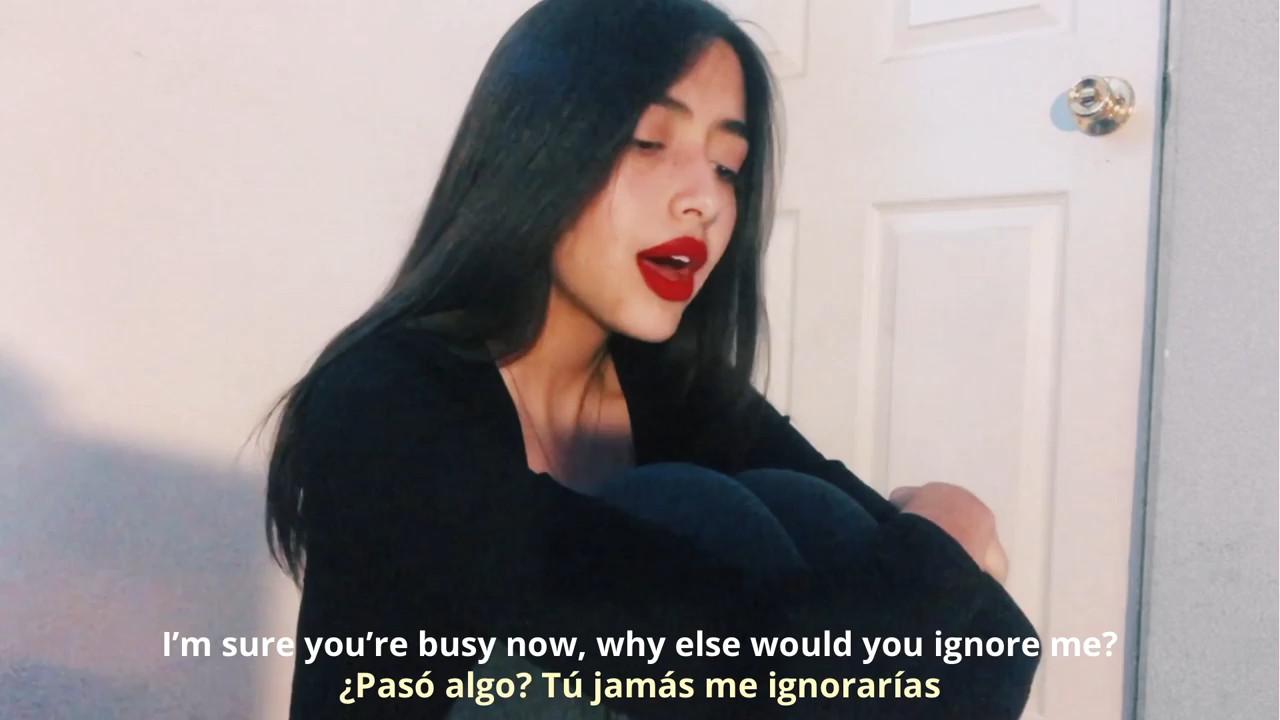 I’m sure you’re busy now, why else would you ignore me?
¿Pasó algo? Tú jamás me ignorarías